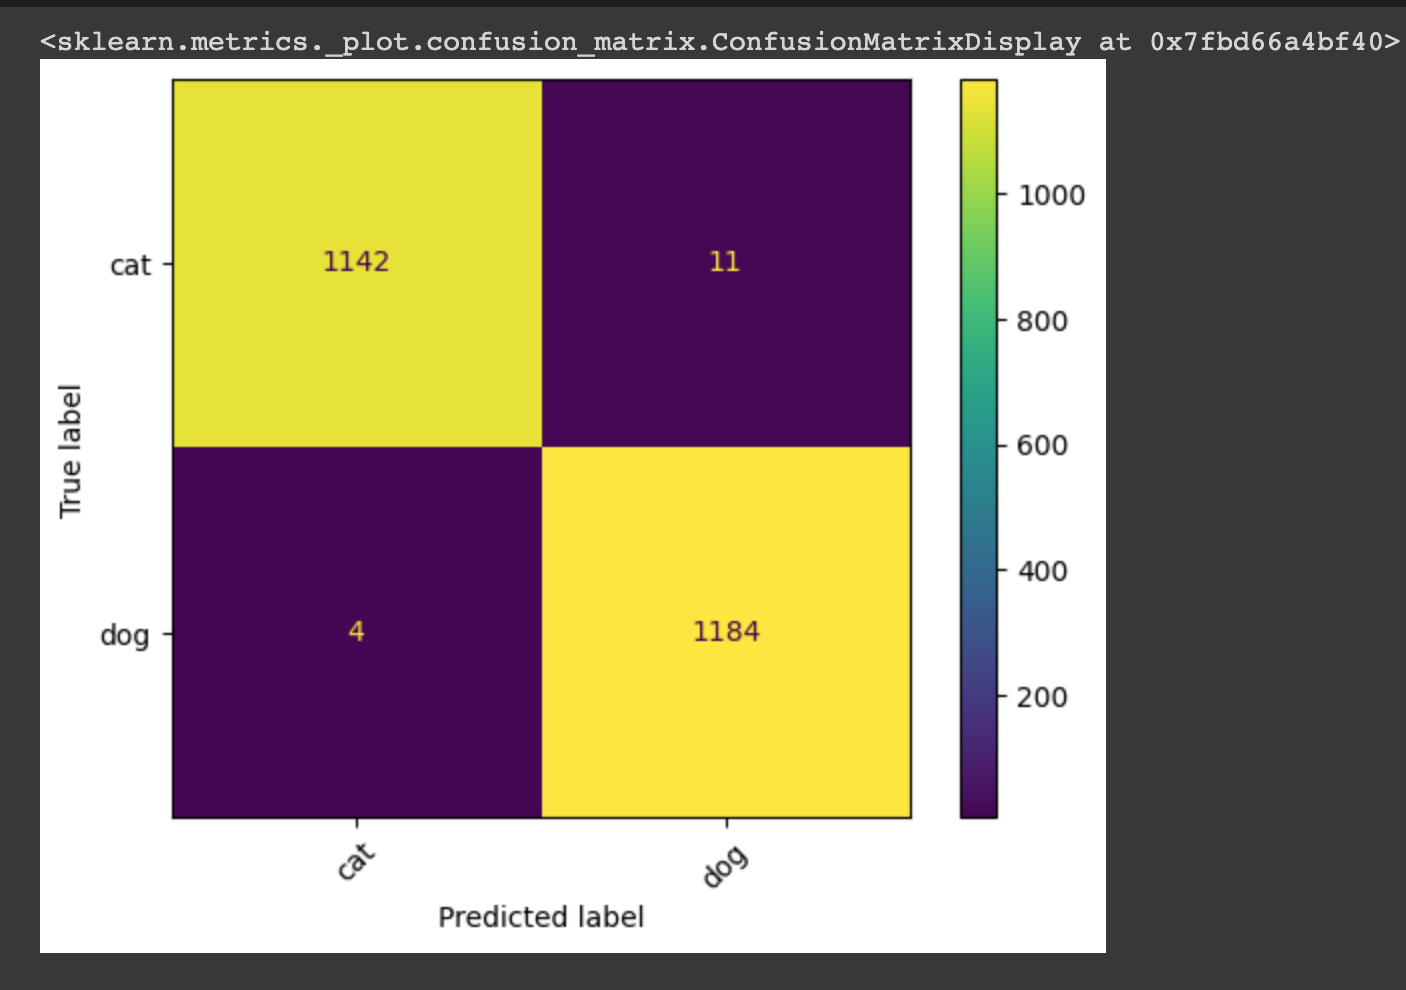 <sklearn.metrics._plot.confusion_matrix.ConfusionMatrixDisplay at 0x7fbd66a4bf40>
1142 11
4 1184
cat
dog
True label
cat dog
Predicted label
1000
800
600
400
200